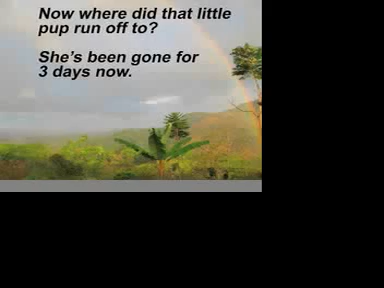 Now where did that little
pup run off to?
She's been gone for
3 days now.